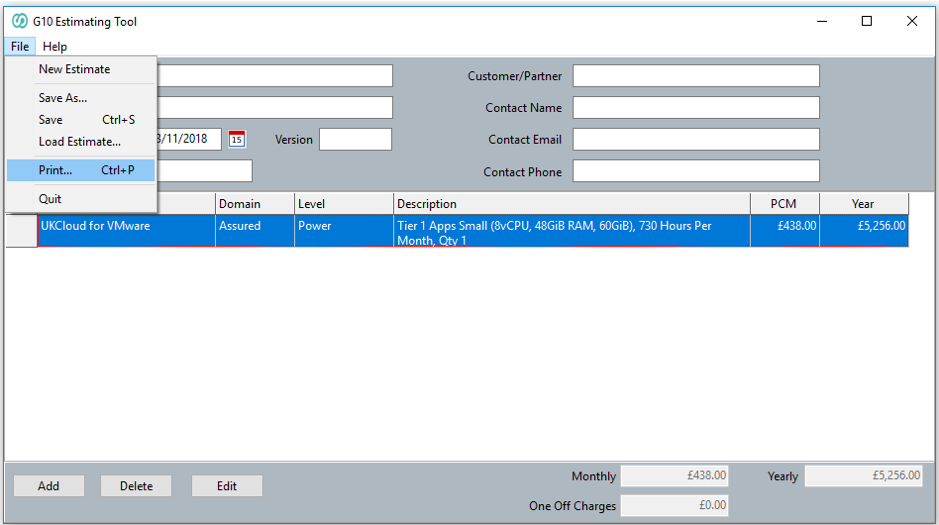 G10 Estimating Tool
File Help
New Estimate
Save As...
Save Ctrl+S
Load Estimate...
Print... Ctrl+P
Quit
Customer/Partner
Contact Name
/11/2018 15 Version Contact Email
Contact Phone
Domain Level Description PCM Year
UKCloud for VMware Assured Power Tier 1 Apps Small (8vCPU, 48GiB RAM, 60GiB), 730 Hours Per £438.00 £5,256.00
Month, Qty 1
Add Delete Edit
Monthly £438.00 Yearly £5,256.00
One Off Charges £0.00